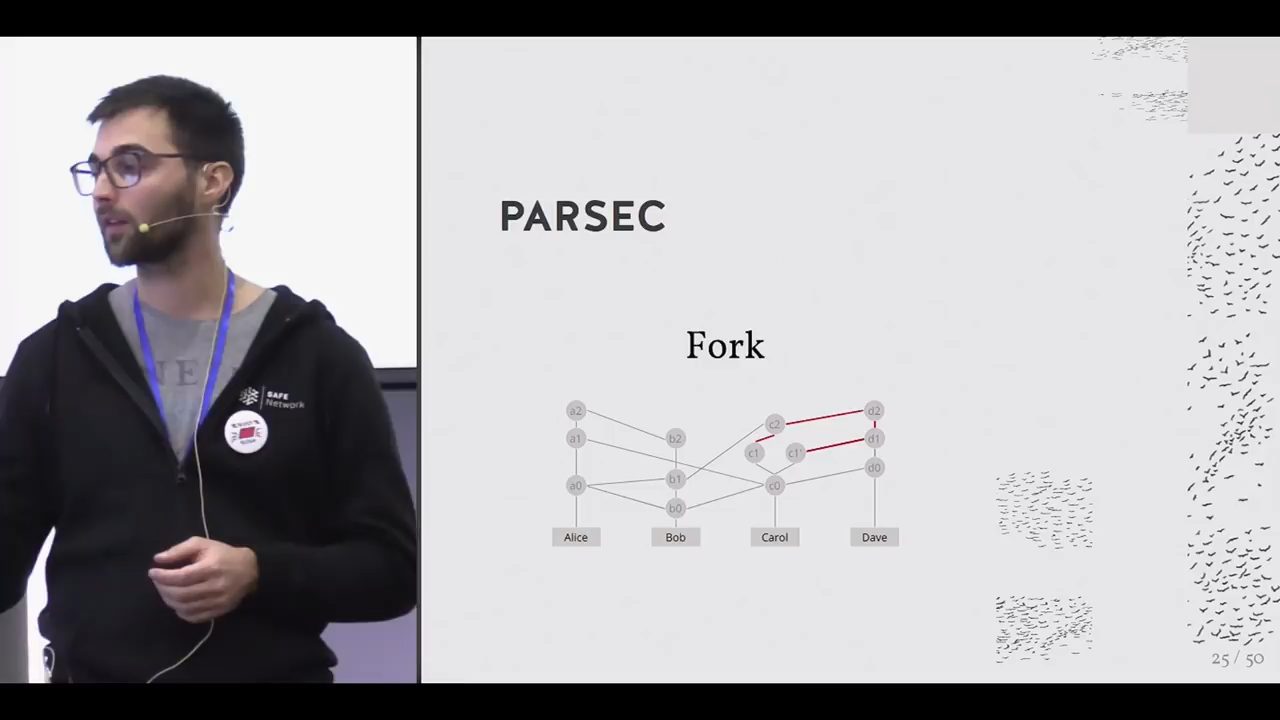 PARSEC
Fork
a2
c2
d2
a1
b2
d1
c1
c1'
d0
a0
b1
c0
b0
Alice
Bob
Carol
Dave
SAFE
Network
25 / 50